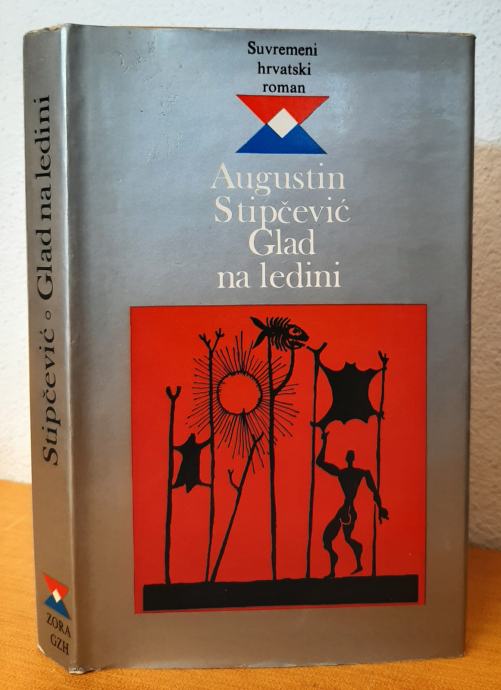 Suvremeni
hrvatski
roman
Augustin
Stipčević
Glad
na ledini
Stipčević ○ Glad na ledini
ZORA
GZH